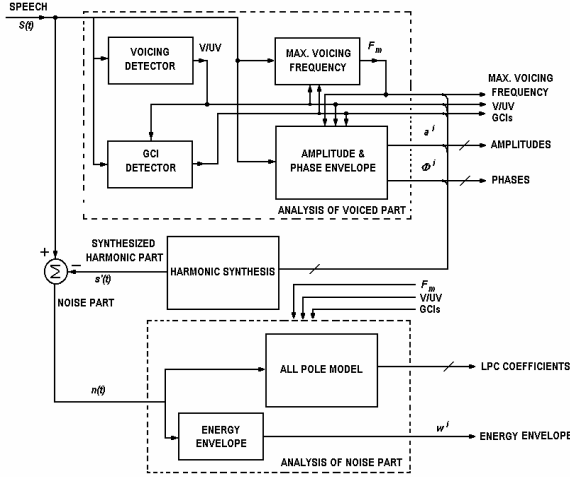 SPEECH
S(t)
VOICING
DETECTOR
V/UV
MAX. VOICING
FREQUENCY
Fm
MAX. VOICING
FREQUENCY
V/UV
GCIs
GCI
DETECTOR
AMPLITUDE &
PHASE ENVELOPE
a i
AMPLITUDES
Φ i
PHASES
ANALYSIS OF VOICED PART
+
Σ
−
SYNTHESIZED
HARMONIC PART
s'(t)
HARMONIC SYNTHESIS
NOISE PART
Fm
V/UV
GCIs
n(t)
ALL POLE MODEL
LPC COEFFICIENTS
ENERGY
ENVELOPE
w i
ENERGY ENVELOPE
ANALYSIS OF NOISE PART